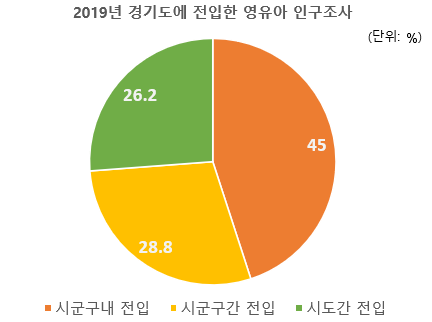 2019년 경기도에 전입한 영유아 인구조사
(단위: %)
26.2
45
28.8
시군구내 전입 시군구간 전입 시도간 전입